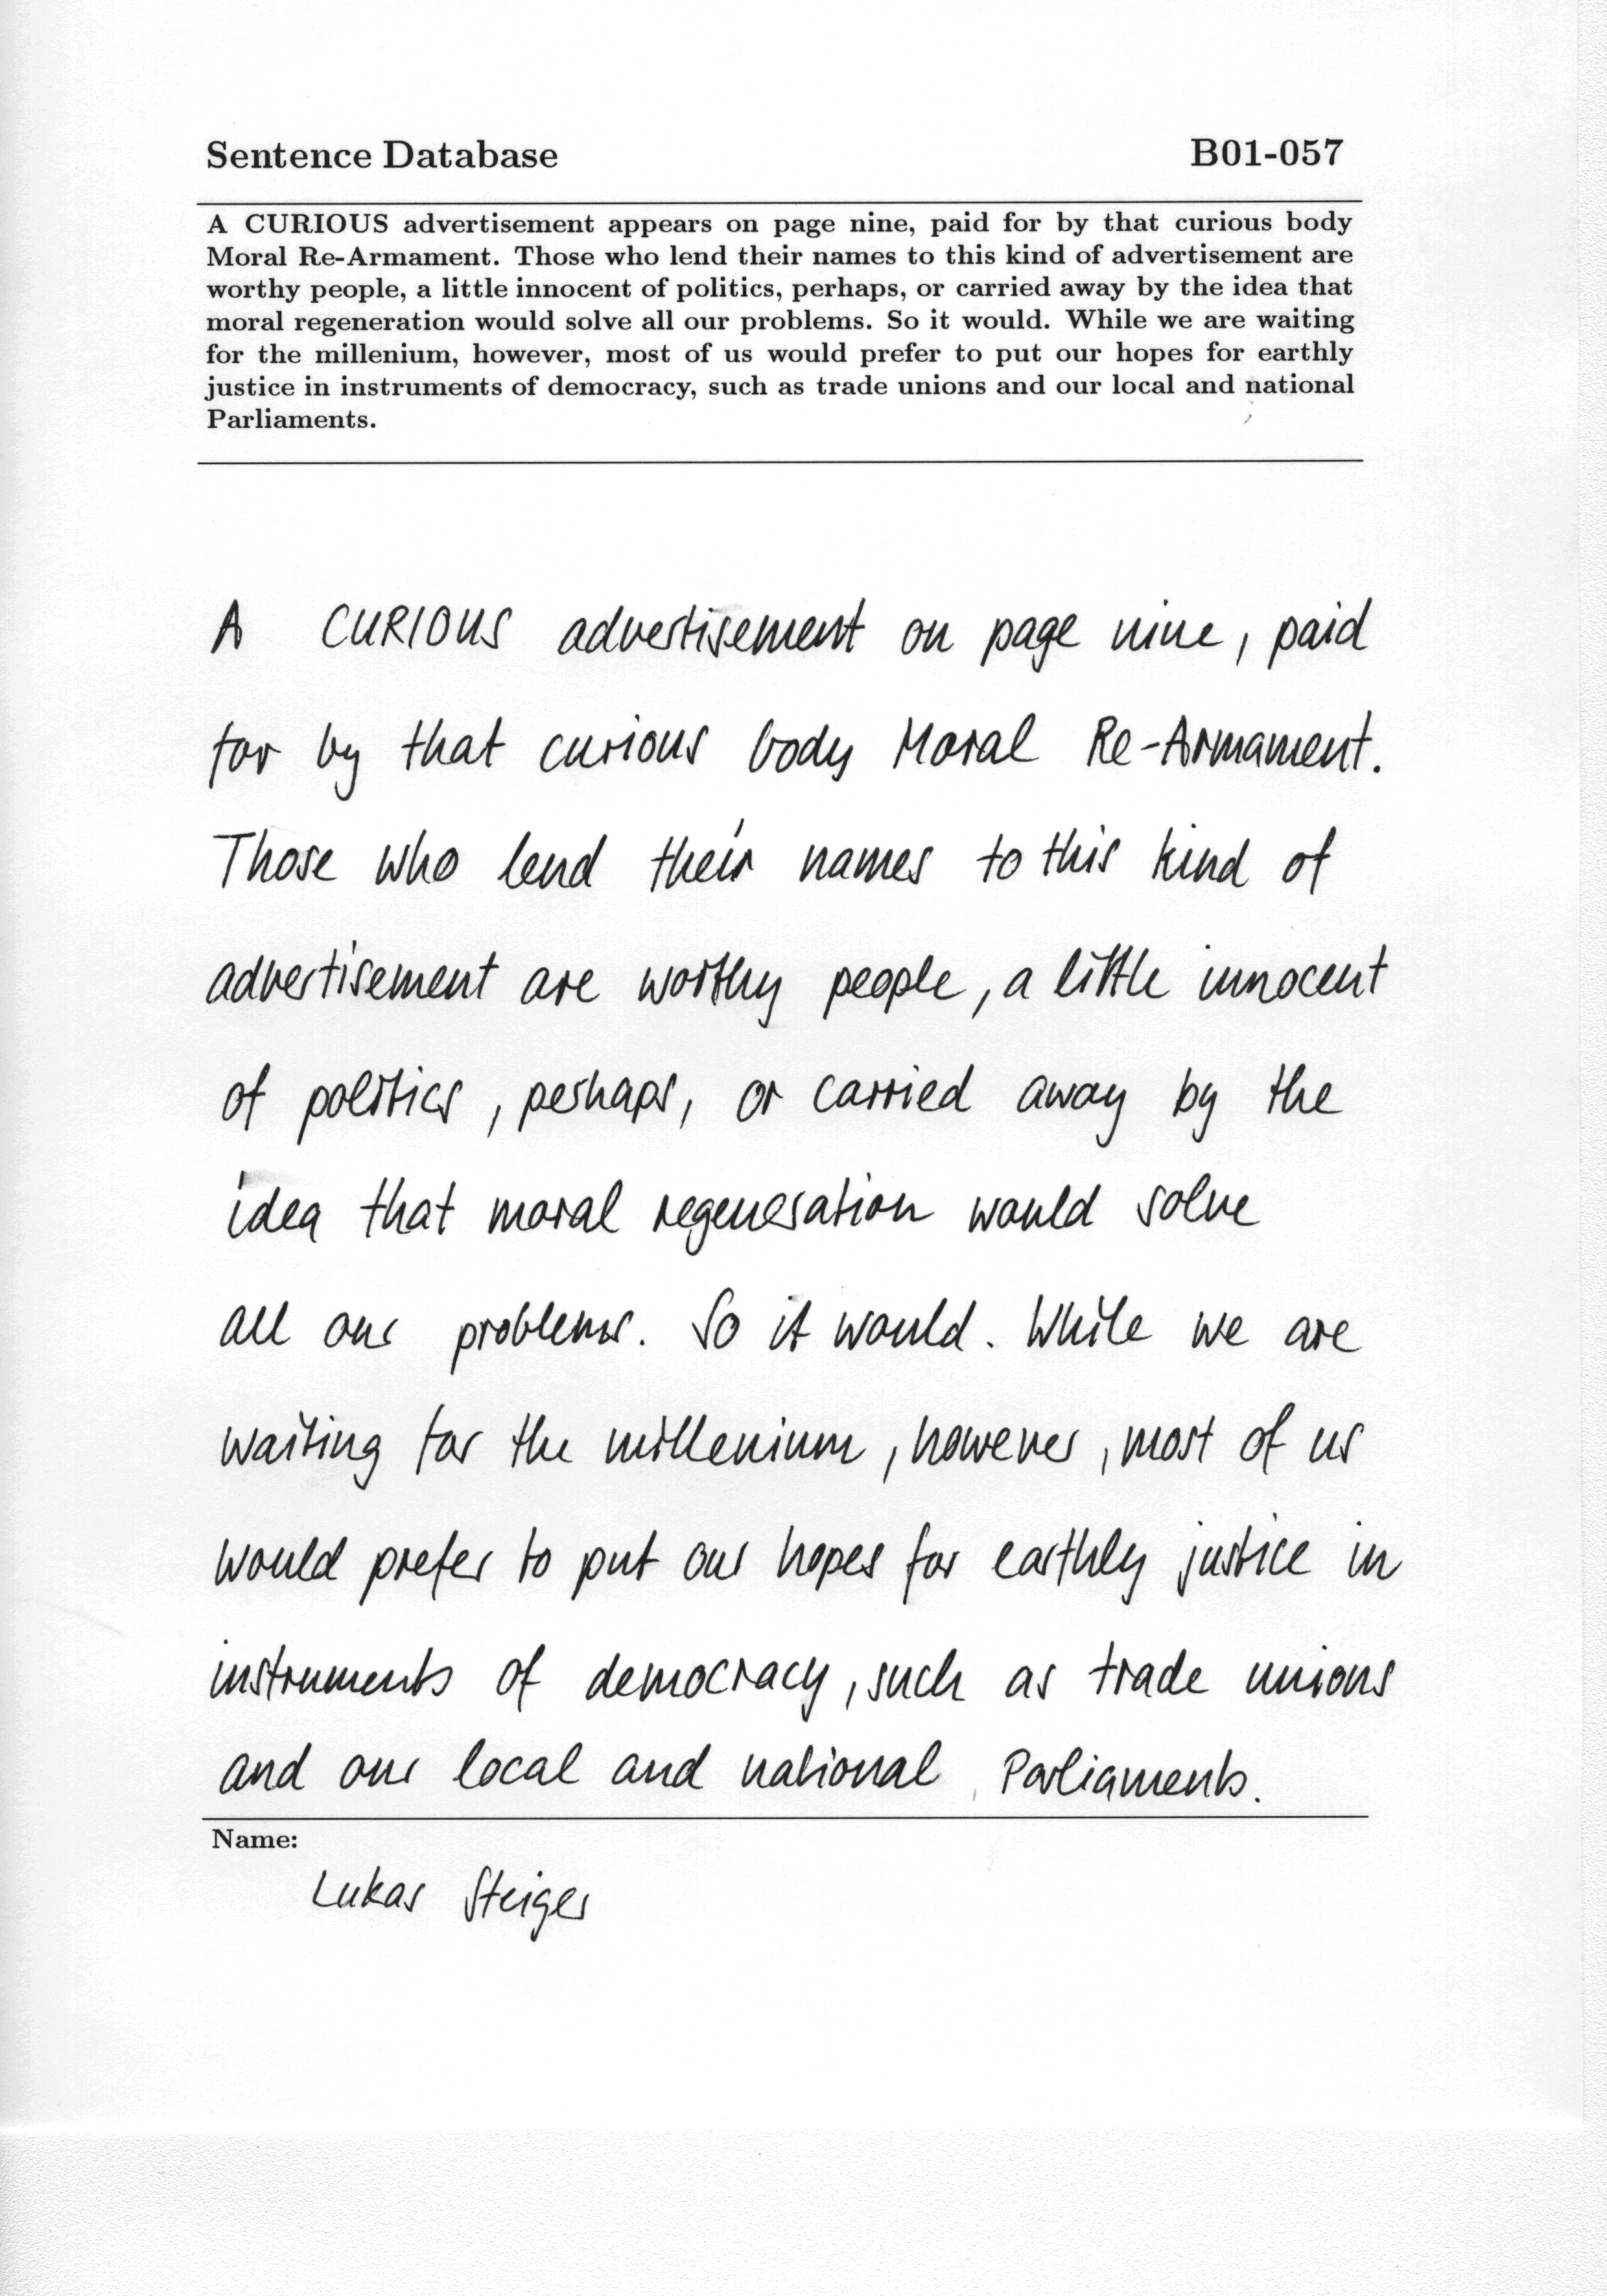 Sentence Database B01-057
A CURIOUS advertisement appears on page nine, paid for by that curious body
Moral Re-Armament. Those who lend their names to this kind of advertisement are
worthy people, a little innocent of politics, perhaps, or carried away by the idea that
moral regeneration would solve all our problems. So it would. While we are waiting
for the millenium, however, most of us would prefer to put our hopes for earthly
justice in instruments of democracy, such as trade unions and our local and national
Parliaments.
A CURIOUS advertisement on page nine, paid
for by that curious body Moral Re-Armament.
Those who lend their names to this kind of
advertisement are worthy people, a little innocent
of politics, perhaps, or carried away by the
idea that moral regeneration would solve
all our problems. So it would. While we are
waiting for the millenium, however, most of us
would prefer to put our hopes for earthly justice in
instruments of democracy, such as trade unions
and our local and national Parliaments.
Name:
Lukas Steiger